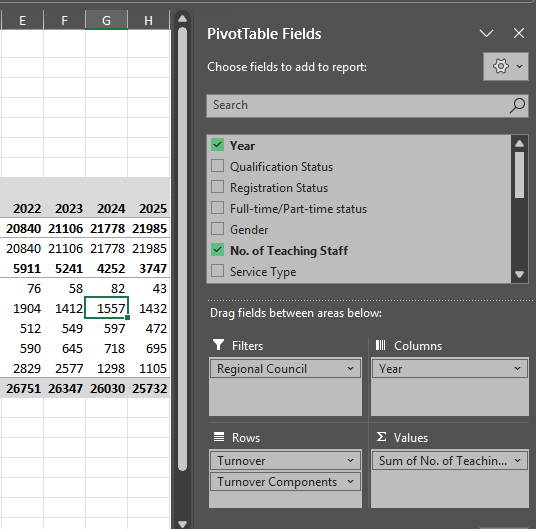 E F G H
2022 2023 2024 2025
20840 21106 21778 21985
20840 21106 21778 21985
5911 5241 4252 3747
76 58 82 43
1904 1412 1557 1432
512 549 597 472
590 645 718 695
2829 2577 1298 1105
26751 26347 26030 25732
PivotTable Fields
Choose fields to add to report:
Search
Year
Qualification Status
Registration Status
Full-time/Part-time status
Gender
No. of Teaching Staff
Service Type
Drag fields between areas below:
Filters
Regional Council
Columns
Year
Rows
Turnover
Turnover Components
Σ Values
Sum of No. of Teachin...